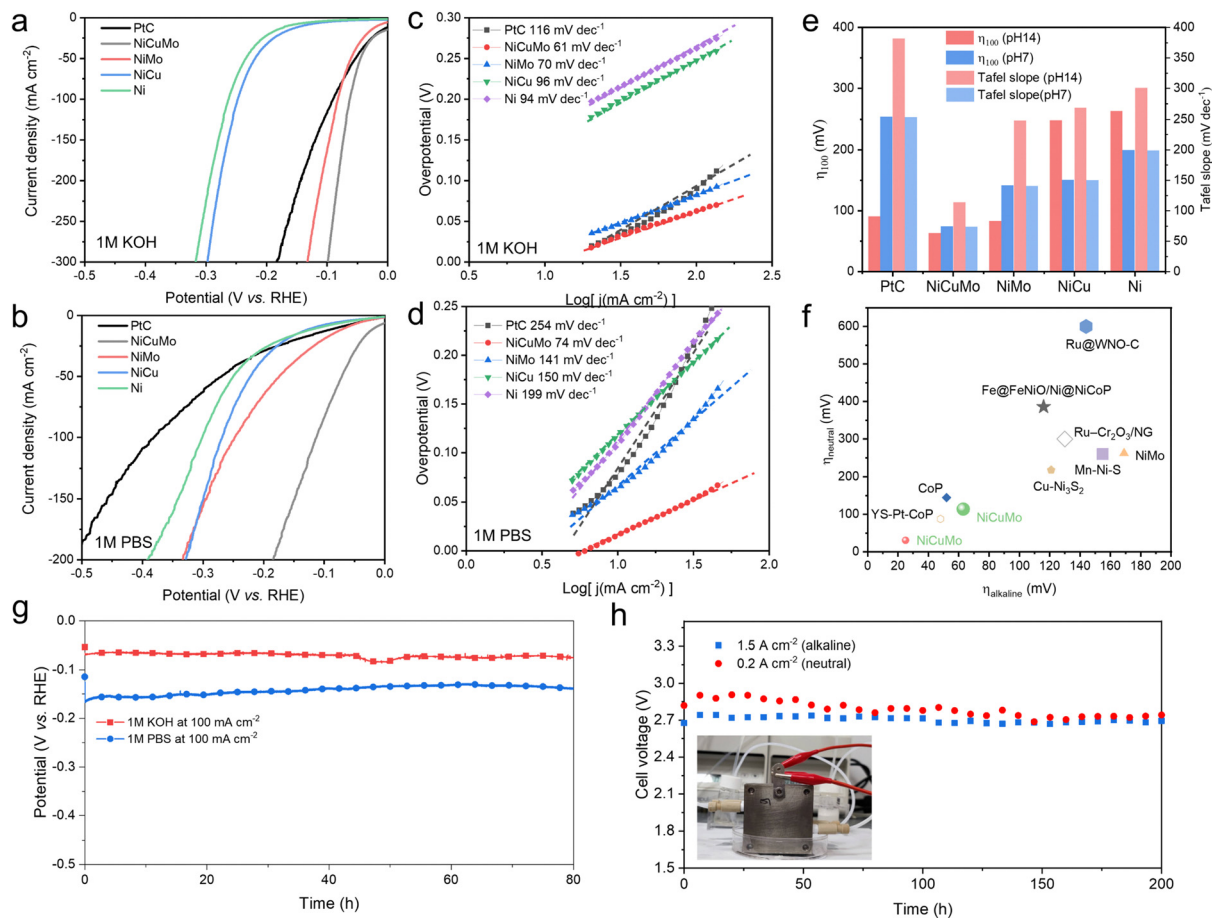 a
PtC
NiCuMo
NiMo
NiCu
Ni
1M KOH
Current density (mA cm-2)
0
-50
-100
-150
-200
-250
-300
-0.5
-0.4
-0.3
-0.2
-0.1
0.0
Potential (V vs. RHE)
c
PtC 116 mV dec-1
NiCuMo 61 mV dec-1
NiMo 70 mV dec-1
NiCu 96 mV dec-1
Ni 94 mV dec-1
1M KOH
Overpotential (V)
0.30
0.25
0.20
0.15
0.10
0.05
0.00
0.5
1.0
1.5
2.0
2.5
Log[ j(mA cm-2) ]
e
η100 (pH14)
η100 (pH7)
Tafel slope (pH14)
Tafel slope(pH7)
η100 (mV)
400
350
300
250
200
150
100
50
0
Tafel slope (mV dec-1)
400
350
300
250
200
150
100
50
0
PtC
NiCuMo
NiMo
NiCu
Ni
b
PtC
NiCuMo
NiMo
NiCu
Ni
1M PBS
Current density (mA cm-2)
0
-50
-100
-150
-200
-0.5
-0.4
-0.3
-0.2
-0.1
0.0
Potential (V vs. RHE)
d
PtC 254 mV dec-1
NiCuMo 74 mV dec-1
NiMo 141 mV dec-1
NiCu 150 mV dec-1
Ni 199 mV dec-1
1M PBS
Overpotential (V)
0.25
0.20
0.15
0.10
0.05
0.00
0.0
0.5
1.0
1.5
2.0
Log[ j(mA cm-2) ]
f
Ru@WNO-C
Fe@FeNiO/Ni@NiCoP
Ru–Cr2O3/NG
NiMo
Mn-Ni-S
Cu-Ni3S2
CoP
YS-Pt-CoP
NiCuMo
NiCuMo
ηneutral (mV)
600
500
400
300
200
100
0
0
20
40
60
80
100
120
140
160
180
200
ηalkaline (mV)
g
1M KOH at 100 mA cm-2
1M PBS at 100 mA cm-2
Potential (V vs. RHE)
0.0
-0.1
-0.2
-0.3
-0.4
-0.5
0
20
40
60
80
Time (h)
h
1.5 A cm-2 (alkaline)
0.2 A cm-2 (neutral)
Cell voltage (V)
3.6
3.3
3.0
2.7
2.4
2.1
1.8
1.5
0
50
100
150
200
Time (h)